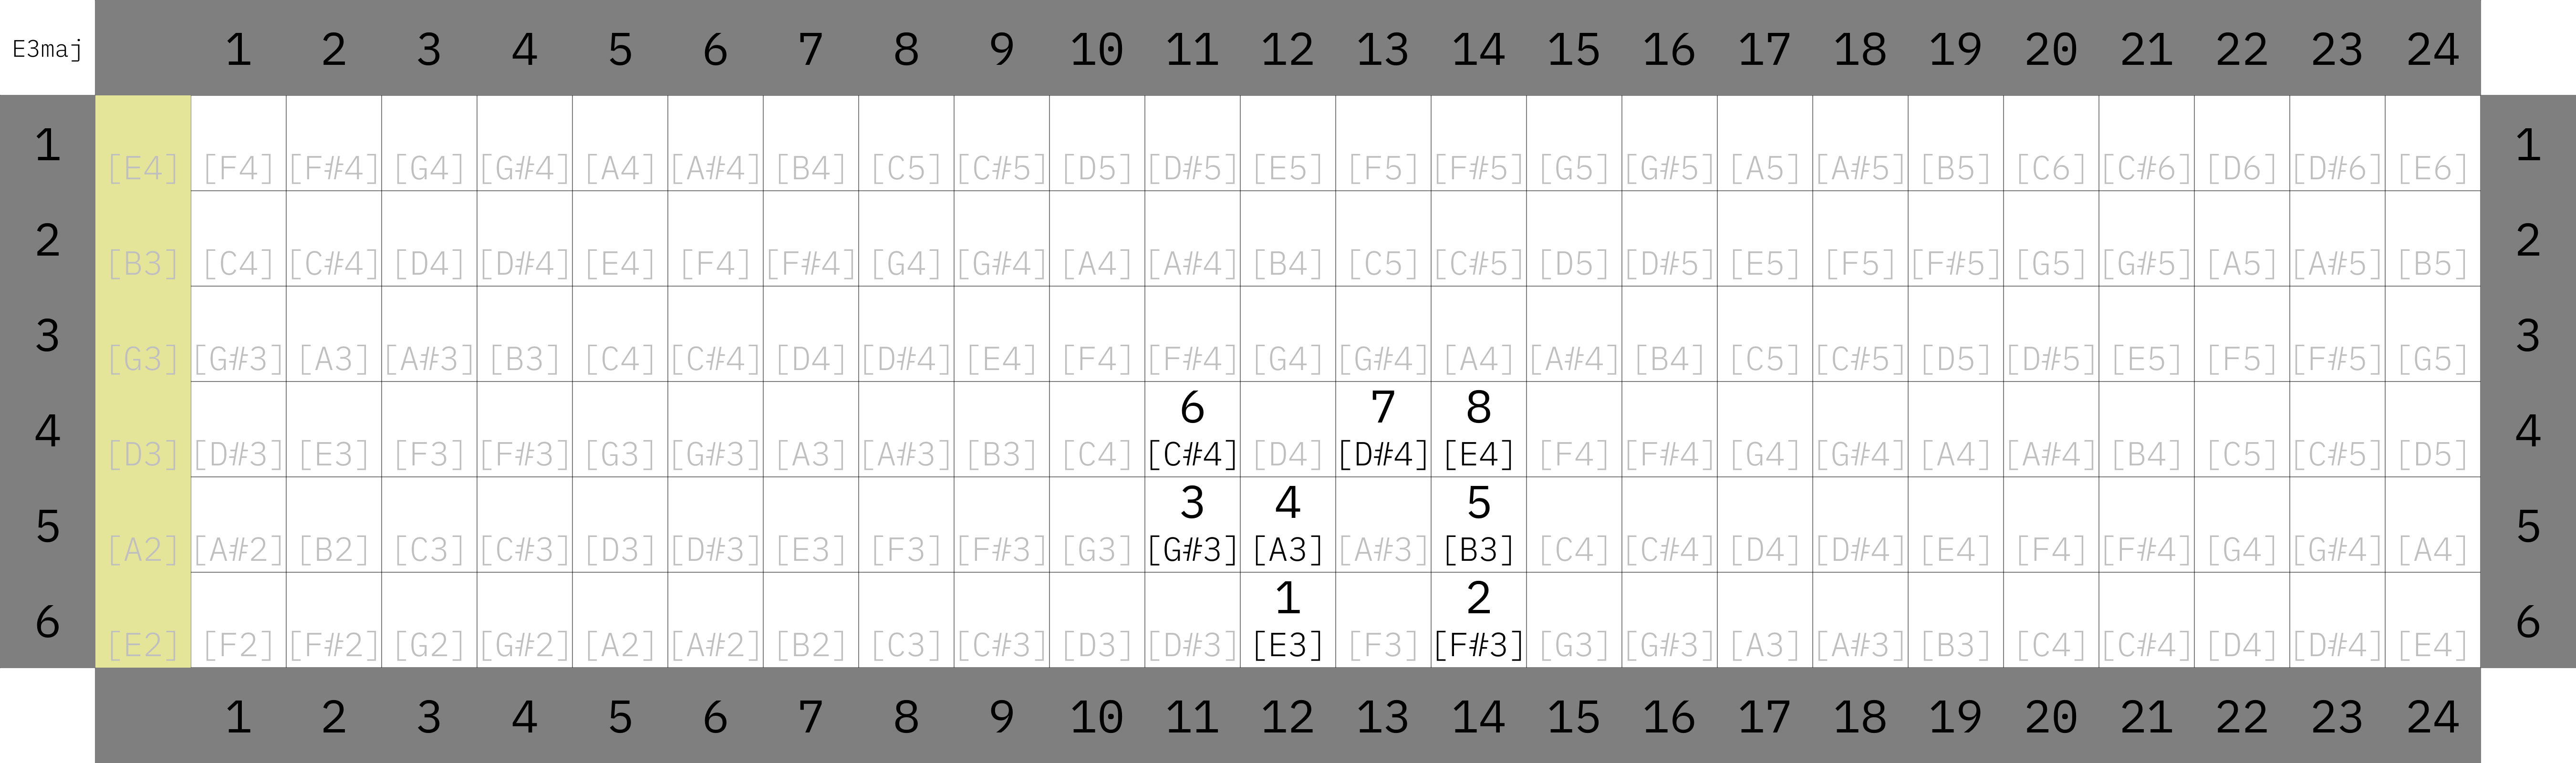 E3maj 1 2 3 4 5 6 7 8 9 10 11 12 13 14 15 16 17 18 19 20 21 22 23 24
1 [E4] [F4] [F#4] [G4] [G#4] [A4] [A#4] [B4] [C5] [C#5] [D5] [D#5] [E5] [F5] [F#5] [G5] [G#5] [A5] [A#5] [B5] [C6] [C#6] [D6] [D#6] [E6] 1
2 [B3] [C4] [C#4] [D4] [D#4] [E4] [F4] [F#4] [G4] [G#4] [A4] [A#4] [B4] [C5] [C#5] [D5] [D#5] [E5] [F5] [F#5] [G5] [G#5] [A5] [A#5] [B5] 2
3 [G3] [G#3] [A3] [A#3] [B3] [C4] [C#4] [D4] [D#4] [E4] [F4] [F#4] [G4] [G#4] [A4] [A#4] [B4] [C5] [C#5] [D5] [D#5] [E5] [F5] [F#5] [G5] 3
6 7 8
4 [D3] [D#3] [E3] [F3] [F#3] [G3] [G#3] [A3] [A#3] [B3] [C4] [C#4] [D4] [D#4] [E4] [F4] [F#4] [G4] [G#4] [A4] [A#4] [B4] [C5] [C#5] [D5] 4
3 4 5
5 [A2] [A#2] [B2] [C3] [C#3] [D3] [D#3] [E3] [F3] [F#3] [G3] [G#3] [A3] [A#3] [B3] [C4] [C#4] [D4] [D#4] [E4] [F4] [F#4] [G4] [G#4] [A4] 5
1 2
6 [E2] [F2] [F#2] [G2] [G#2] [A2] [A#2] [B2] [C3] [C#3] [D3] [D#3] [E3] [F3] [F#3] [G3] [G#3] [A3] [A#3] [B3] [C4] [C#4] [D4] [D#4] [E4] 6
1 2 3 4 5 6 7 8 9 10 11 12 13 14 15 16 17 18 19 20 21 22 23 24